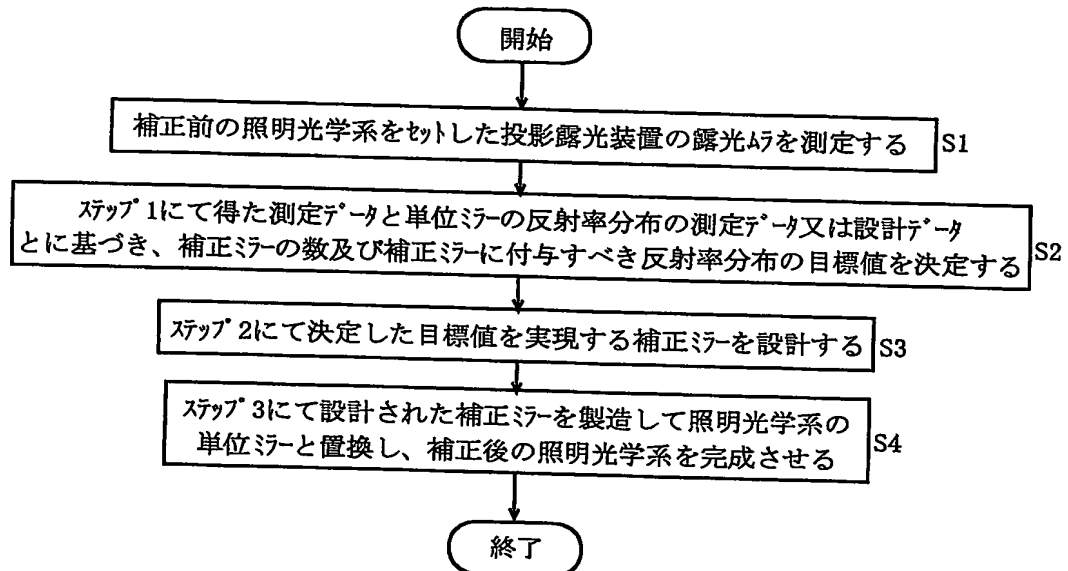 開始
補正前の照明光学系をセットした投影露光装置の露光ムラを測定する S1
ステップ1にて得た測定データと単位ミラーの反射率分布の測定データ又は設計データ
とに基づき、補正ミラーの数及び補正ミラーに付与すべき反射率分布の目標値を決定する S2
ステップ2にて決定した目標値を実現する補正ミラーを設計する S3
ステップ3にて設計された補正ミラーを製造して照明光学系の
単位ミラーと置換し、補正後の照明光学系を完成させる S4
終了